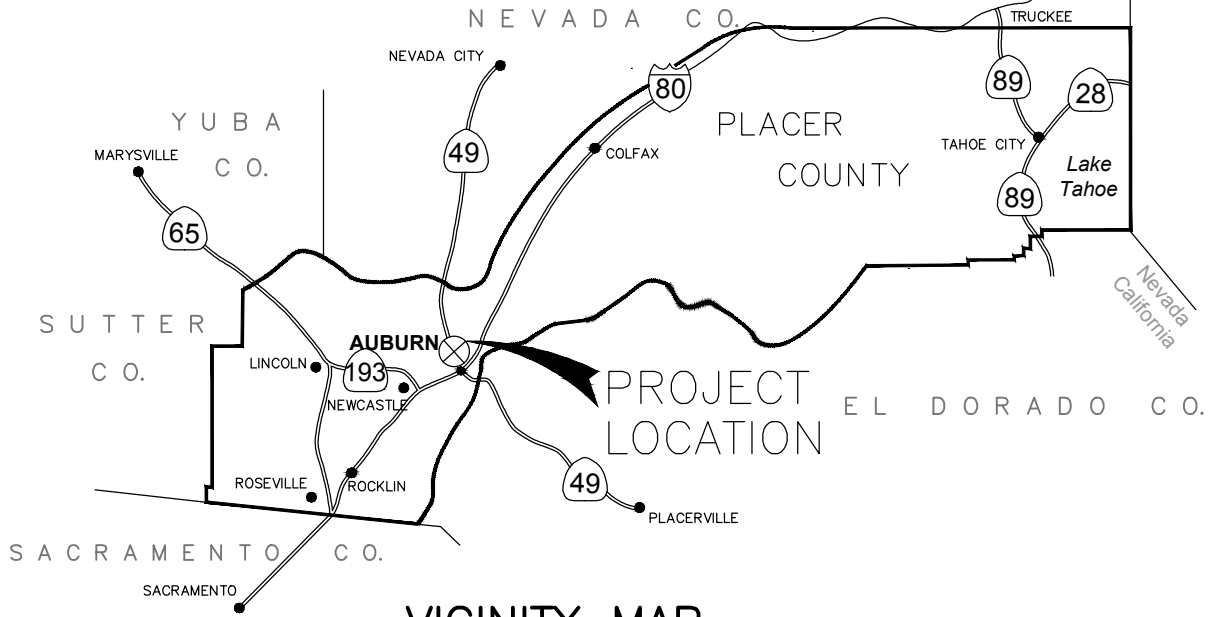 NEVADA CO.
TRUCKEE
NEVADA CITY
80
89
28
YUBA
CO.
PLACER
COUNTY
49
MARYSVILLE
COLFAX
TAHOE CITY
Lake
Tahoe
89
65
Nevada
California
SUTTER
CO.
AUBURN
LINCOLN
193
NEWCASTLE
PROJECT
LOCATION
EL DORADO CO.
49
ROSEVILLE
ROCKLIN
PLACERVILLE
SACRAMENTO CO.
SACRAMENTO
VICINITY MAP